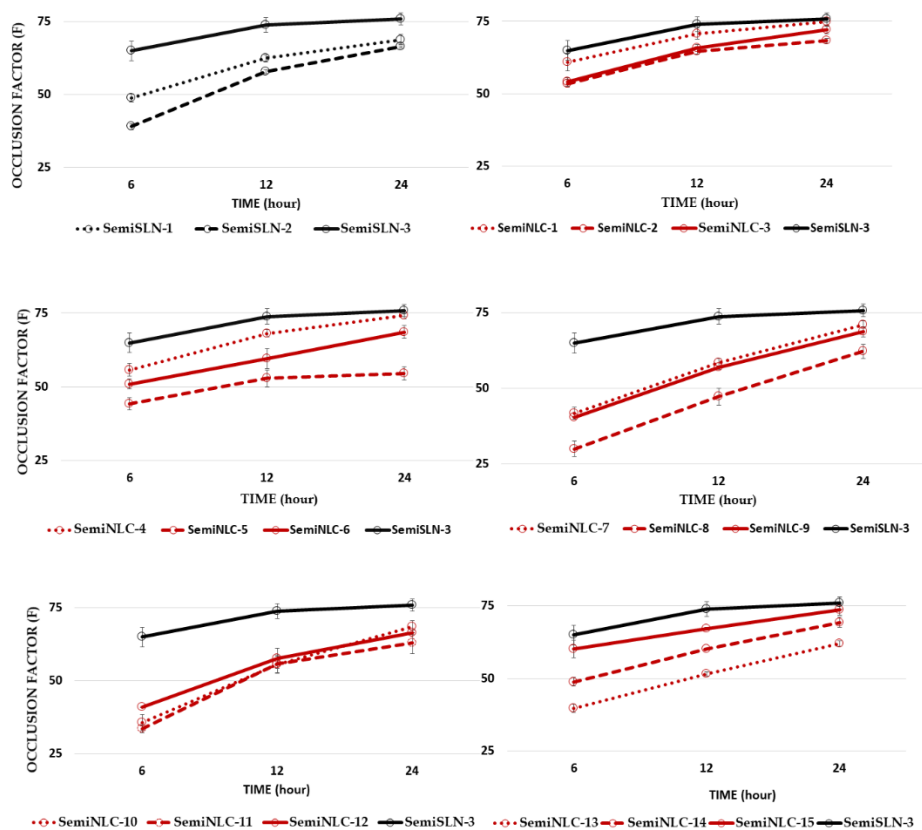 OCCLUSION FACTOR (F)
75
50
25
6 12 24
TIME (hour)
SemiSLN-1 SemiSLN-2 SemiSLN-3
75
50
25
6 12 24
TIME (hour)
SemiNLC-1 SemiNLC-2 SemiNLC-3 SemiSLN-3
OCCLUSION FACTOR (F)
75
50
25
6 12 24
TIME (hour)
SemiNLC-4 SemiNLC-5 SemiNLC-6 SemiSLN-3
75
50
25
6 12 24
TIME (hour)
SemiNLC-7 SemiNLC-8 SemiNLC-9 SemiSLN-3
OCCLUSION FACTOR (F)
75
50
25
6 12 24
TIME (hour)
SemiNLC-10 SemiNLC-11 SemiNLC-12 SemiSLN-3
75
50
25
6 12 24
TIME (hour)
SemiNLC-13 SemiNLC-14 SemiNLC-15 SemiSLN-3